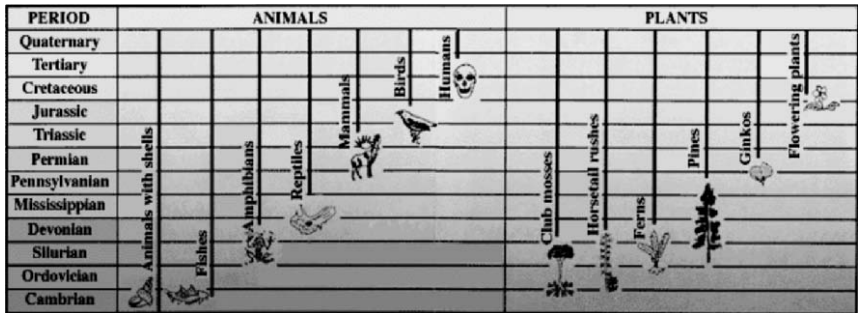 PERIOD ANIMALS PLANTS
Quaternary
Tertiary
Cretaceous
Jurassic
Triassic
Permian
Pennsylvanian
Mississippian
Devonian
Silurian
Ordovician
Cambrian
Animals with shells
Fishes
Amphibians
Reptiles
Mammals
Birds
Humans
Club mosses
Horsetail rushes
Ferns
Pines
Ginkos
Flowering plants